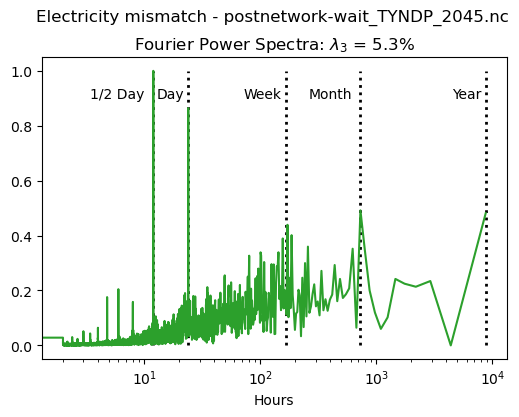 Electricity mismatch - postnetwork-wait_TYNDP_2045.nc
Fourier Power Spectra: λ₃ = 5.3%
1.0
1/2 Day Day Week Month Year
0.8
0.6
0.4
0.2
0.0
10¹ 10² 10³ 10⁴
Hours